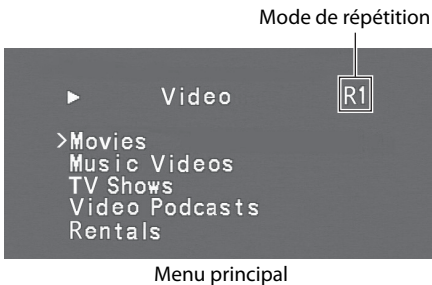 Mode de répétition
► Video R1
>Movies
Music Videos
TV Shows
Video Podcasts
Rentals
Menu principal